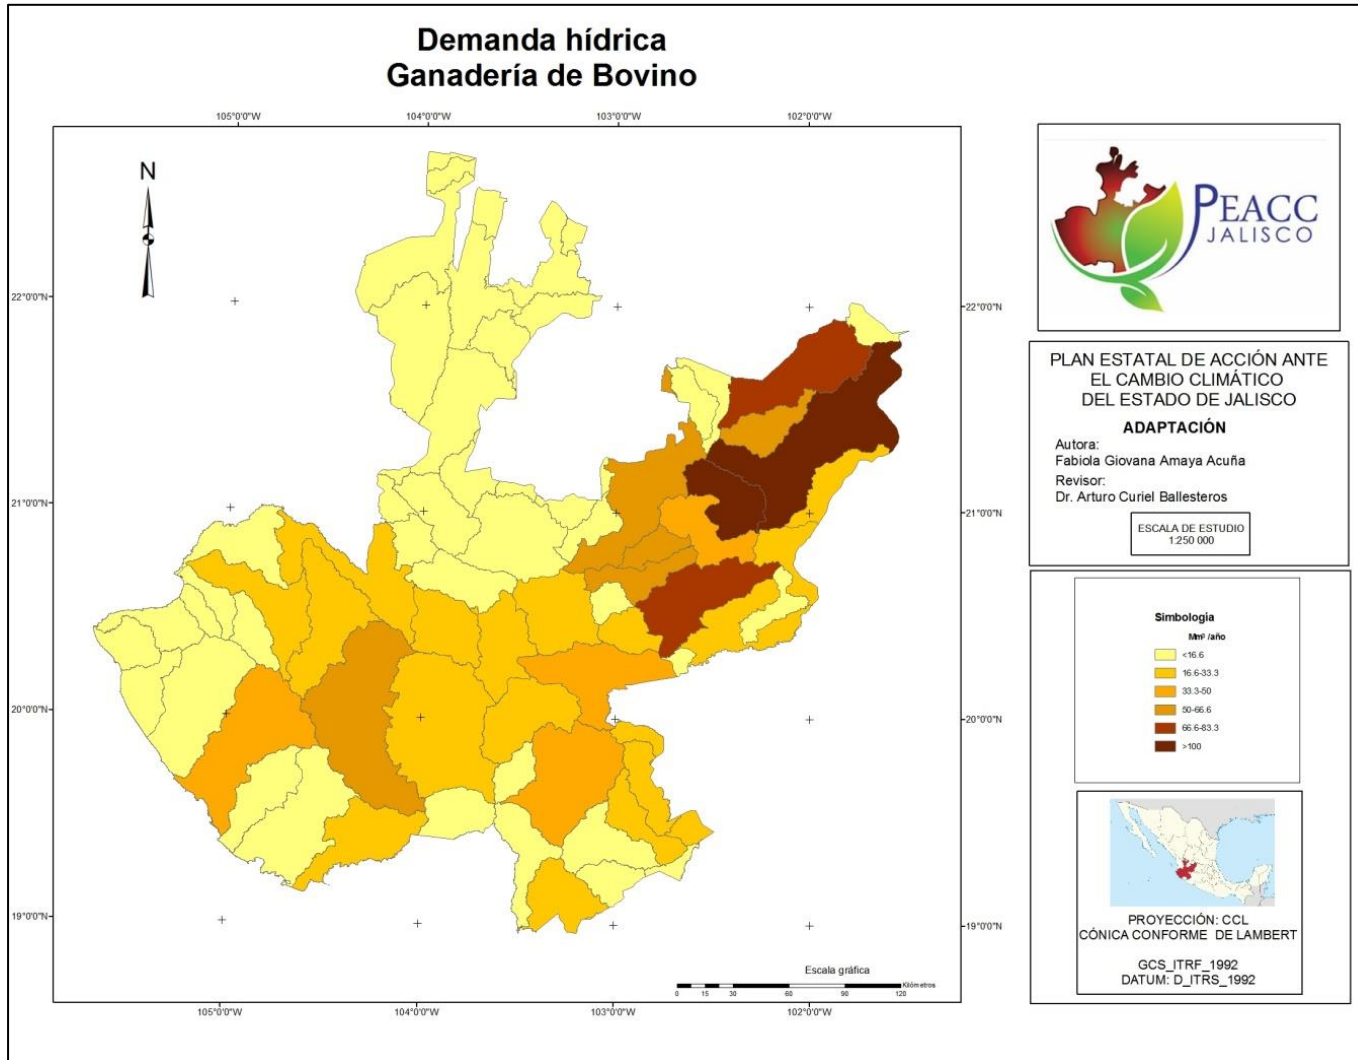 Demanda hídrica
Ganadería de Bovino
105°0'0"W 104°0'0"W 103°0'0"W 102°0'0"W
N
22°0'0"N
22°0'0"N
21°0'0"N
21°0'0"N
20°0'0"N
20°0'0"N
19°0'0"N
19°0'0"N
Escala gráfica
0 15 30 60 90 120 Kilómetros
105°0'0"W 104°0'0"W 103°0'0"W 102°0'0"W
PEACC
JALISCO
PLAN ESTATAL DE ACCIÓN ANTE
EL CAMBIO CLIMÁTICO
DEL ESTADO DE JALISCO
ADAPTACIÓN
Autora:
Fabiola Giovana Amaya Acuña
Revisor:
Dr. Arturo Curiel Ballesteros
ESCALA DE ESTUDIO
1:250 000
Simbología
Mm³ /año
<16.6
16.6-33.3
33.3-50
50-66.6
66.6-83.3
>100
PROYECCIÓN: CCL
CÓNICA CONFORME DE LAMBERT
GCS_ITRF_1992
DATUM: D_ITRS_1992